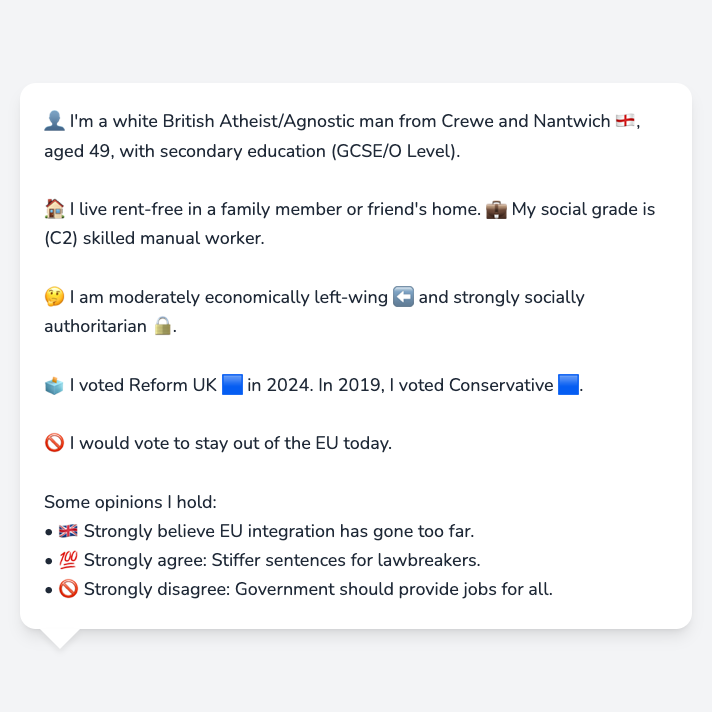 👤 I'm a white British Atheist/Agnostic man from Crewe and Nantwich 🏴󠁧󠁢󠁥󠁮󠁧󠁿,
aged 49, with secondary education (GCSE/O Level).
🏠 I live rent-free in a family member or friend's home. 💼 My social grade is
(C2) skilled manual worker.
🤔 I am moderately economically left-wing ⬅️ and strongly socially
authoritarian 🔒.
🗳️ I voted Reform UK 🟦 in 2024. In 2019, I voted Conservative 🟦.
🚫 I would vote to stay out of the EU today.
Some opinions I hold:
• 🇬🇧 Strongly believe EU integration has gone too far.
• 💯 Strongly agree: Stiffer sentences for lawbreakers.
• 🚫 Strongly disagree: Government should provide jobs for all.